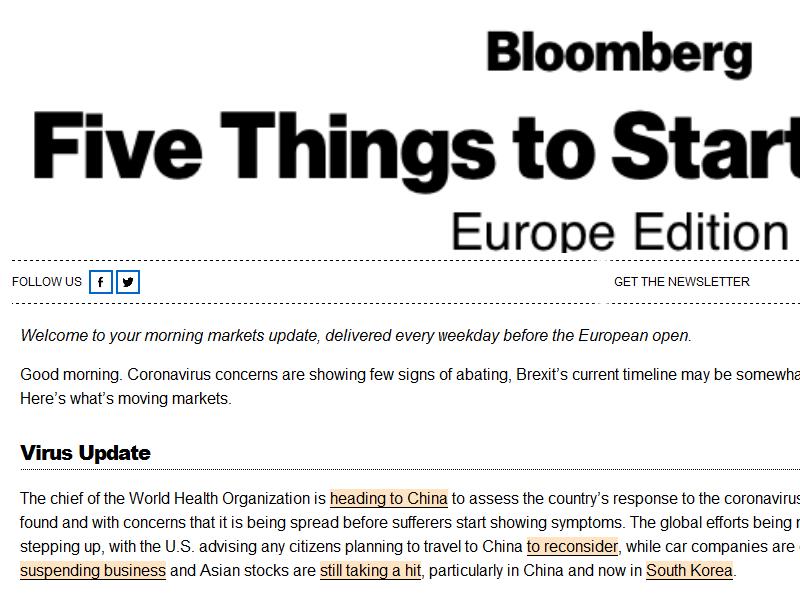 Bloomberg
Five Things to Start
Europe Edition
FOLLOW US
GET THE NEWSLETTER
Welcome to your morning markets update, delivered every weekday before the European open.
Good morning. Coronavirus concerns are showing few signs of abating, Brexit's current timeline may be
Here's what's moving markets.
Virus Update
The chief of the World Health Organization is heading to China to assess the country's response to the coronavirus
found and with concerns that it is being spread before sufferers start showing symptoms. The global efforts being
stepping up, with the U.S. advising any citizens planning to travel to China to reconsider, while car companies are
suspending business and Asian stocks are still taking a hit, particularly in China and now in South Korea.